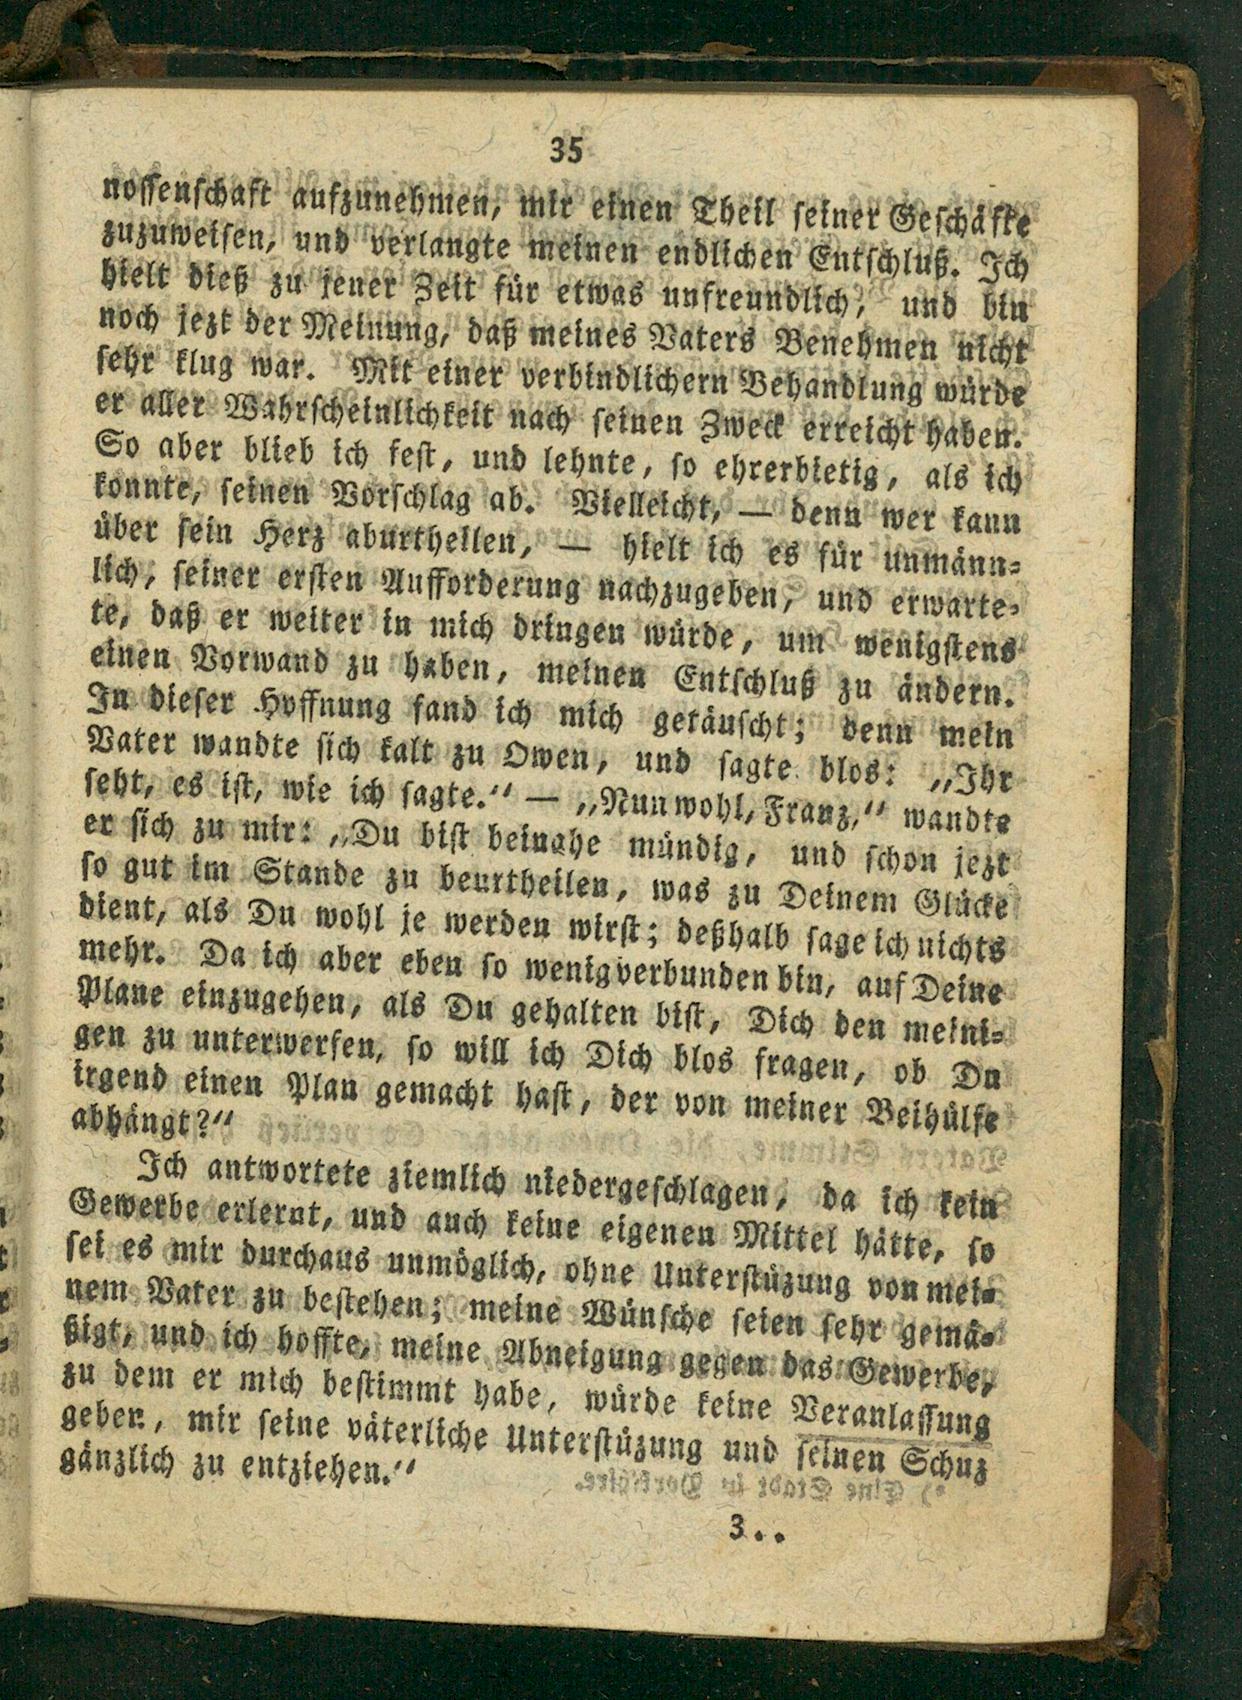 35
nossenschaft aufzunehmen, mir einen Theil seiner Geschäfte
zuzuweisen, und verlangte meinen endlichen Entschluß. Ich
hielt dieß zu jener Zeit für etwas unfreundlich, und bin
noch jezt der Meinung, daß meines Vaters Benehmen nicht
sehr klug war. Mit einer verbindlichern Behandlung würde
er aller Wahrscheinlichkeit nach seinen Zweck erreicht haben.
So aber blieb ich fest, und lehnte, so ehrerbietig, als ich
konnte, seinen Vorschlag ab. Vielleicht, — denn wer kann
über sein Herz aburtheilen, — hielt ich es für unmänn-
lich, seiner ersten Aufforderung nachzugeben, und erwarte-
te, daß er weiter in mich dringen würde, um wenigstens
einen Vorwand zu haben, meinen Entschluß zu ändern.
In dieser Hoffnung fand ich mich getäuscht; denn mein
Vater wandte sich kalt zu Owen, und sagte blos: „Ihr
seht, es ist, wie ich sagte.“ — „Nun wohl, Franz,“ wandte
er sich zu mir: „Du bist beinahe mündig, und schon jezt
so gut im Stande zu beurtheilen, was zu Deinem Glücke
dient, als Du wohl je werden wirst; deßhalb sage ich nichts
mehr. Da ich aber eben so wenig verbunden bin, auf Deine
Plane einzugehen, als Du gehalten bist, Dich den meini-
gen zu unterwerfen, so will ich Dich blos fragen, ob Du
irgend einen Plan gemacht hast, der von meiner Beihülfe
abhängt?“
Ich antwortete ziemlich niedergeschlagen, da ich kein
Gewerbe erlernt, und auch keine eigenen Mittel hätte, so
sei es mir durchaus unmöglich, ohne Unterstüzung von mei-
nem Vater zu bestehen; meine Wünsche seien sehr gemä-
ßigt, und ich hoffte, meine Abneigung gegen das Gewerbe,
zu dem er mich bestimmt habe, würde keine Veranlassung
geben, mir seine väterliche Unterstüzung und seinen Schuz
gänzlich zu entziehen.“
3..